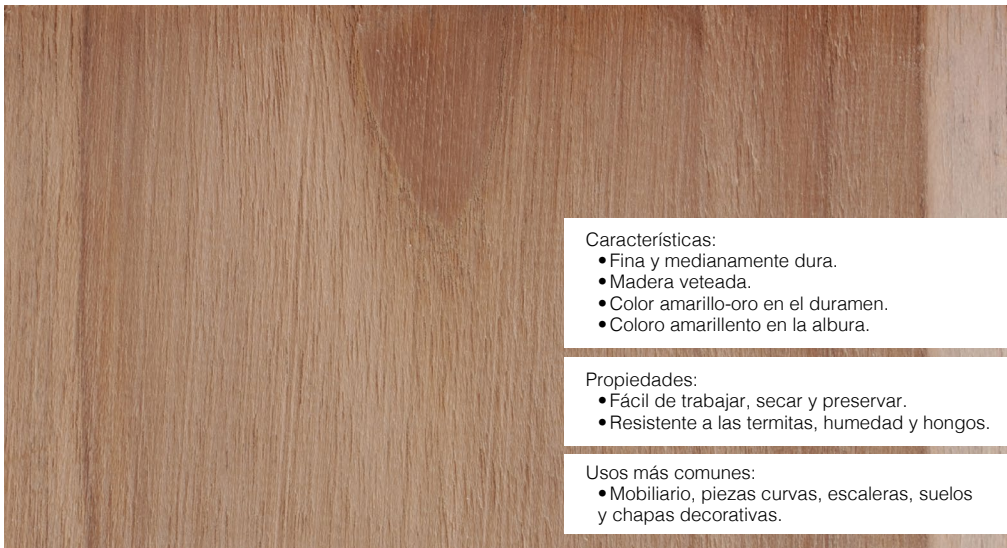 Características:
• Fina y medianamente dura.
• Madera veteada.
• Color amarillo-oro en el duramen.
• Coloro amarillento en la albura.
Propiedades:
• Fácil de trabajar, secar y preservar.
• Resistente a las termitas, humedad y hongos.
Usos más comunes:
• Mobiliario, piezas curvas, escaleras, suelos
y chapas decorativas.